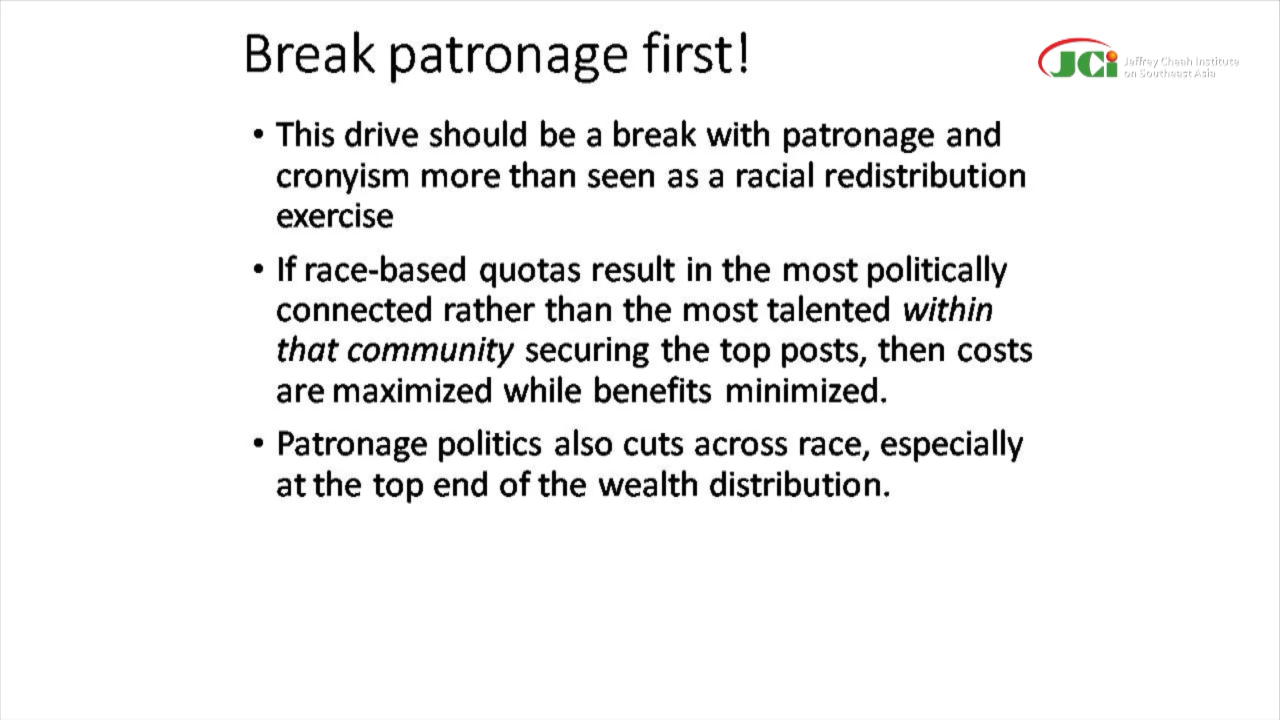 Break patronage first!
JCi Jeffrey Cheah Institute
on Southeast Asia
• This drive should be a break with patronage and
cronyism more than seen as a racial redistribution
exercise
• If race-based quotas result in the most politically
connected rather than the most talented within
that community securing the top posts, then costs
are maximized while benefits minimized.
• Patronage politics also cuts across race, especially
at the top end of the wealth distribution.